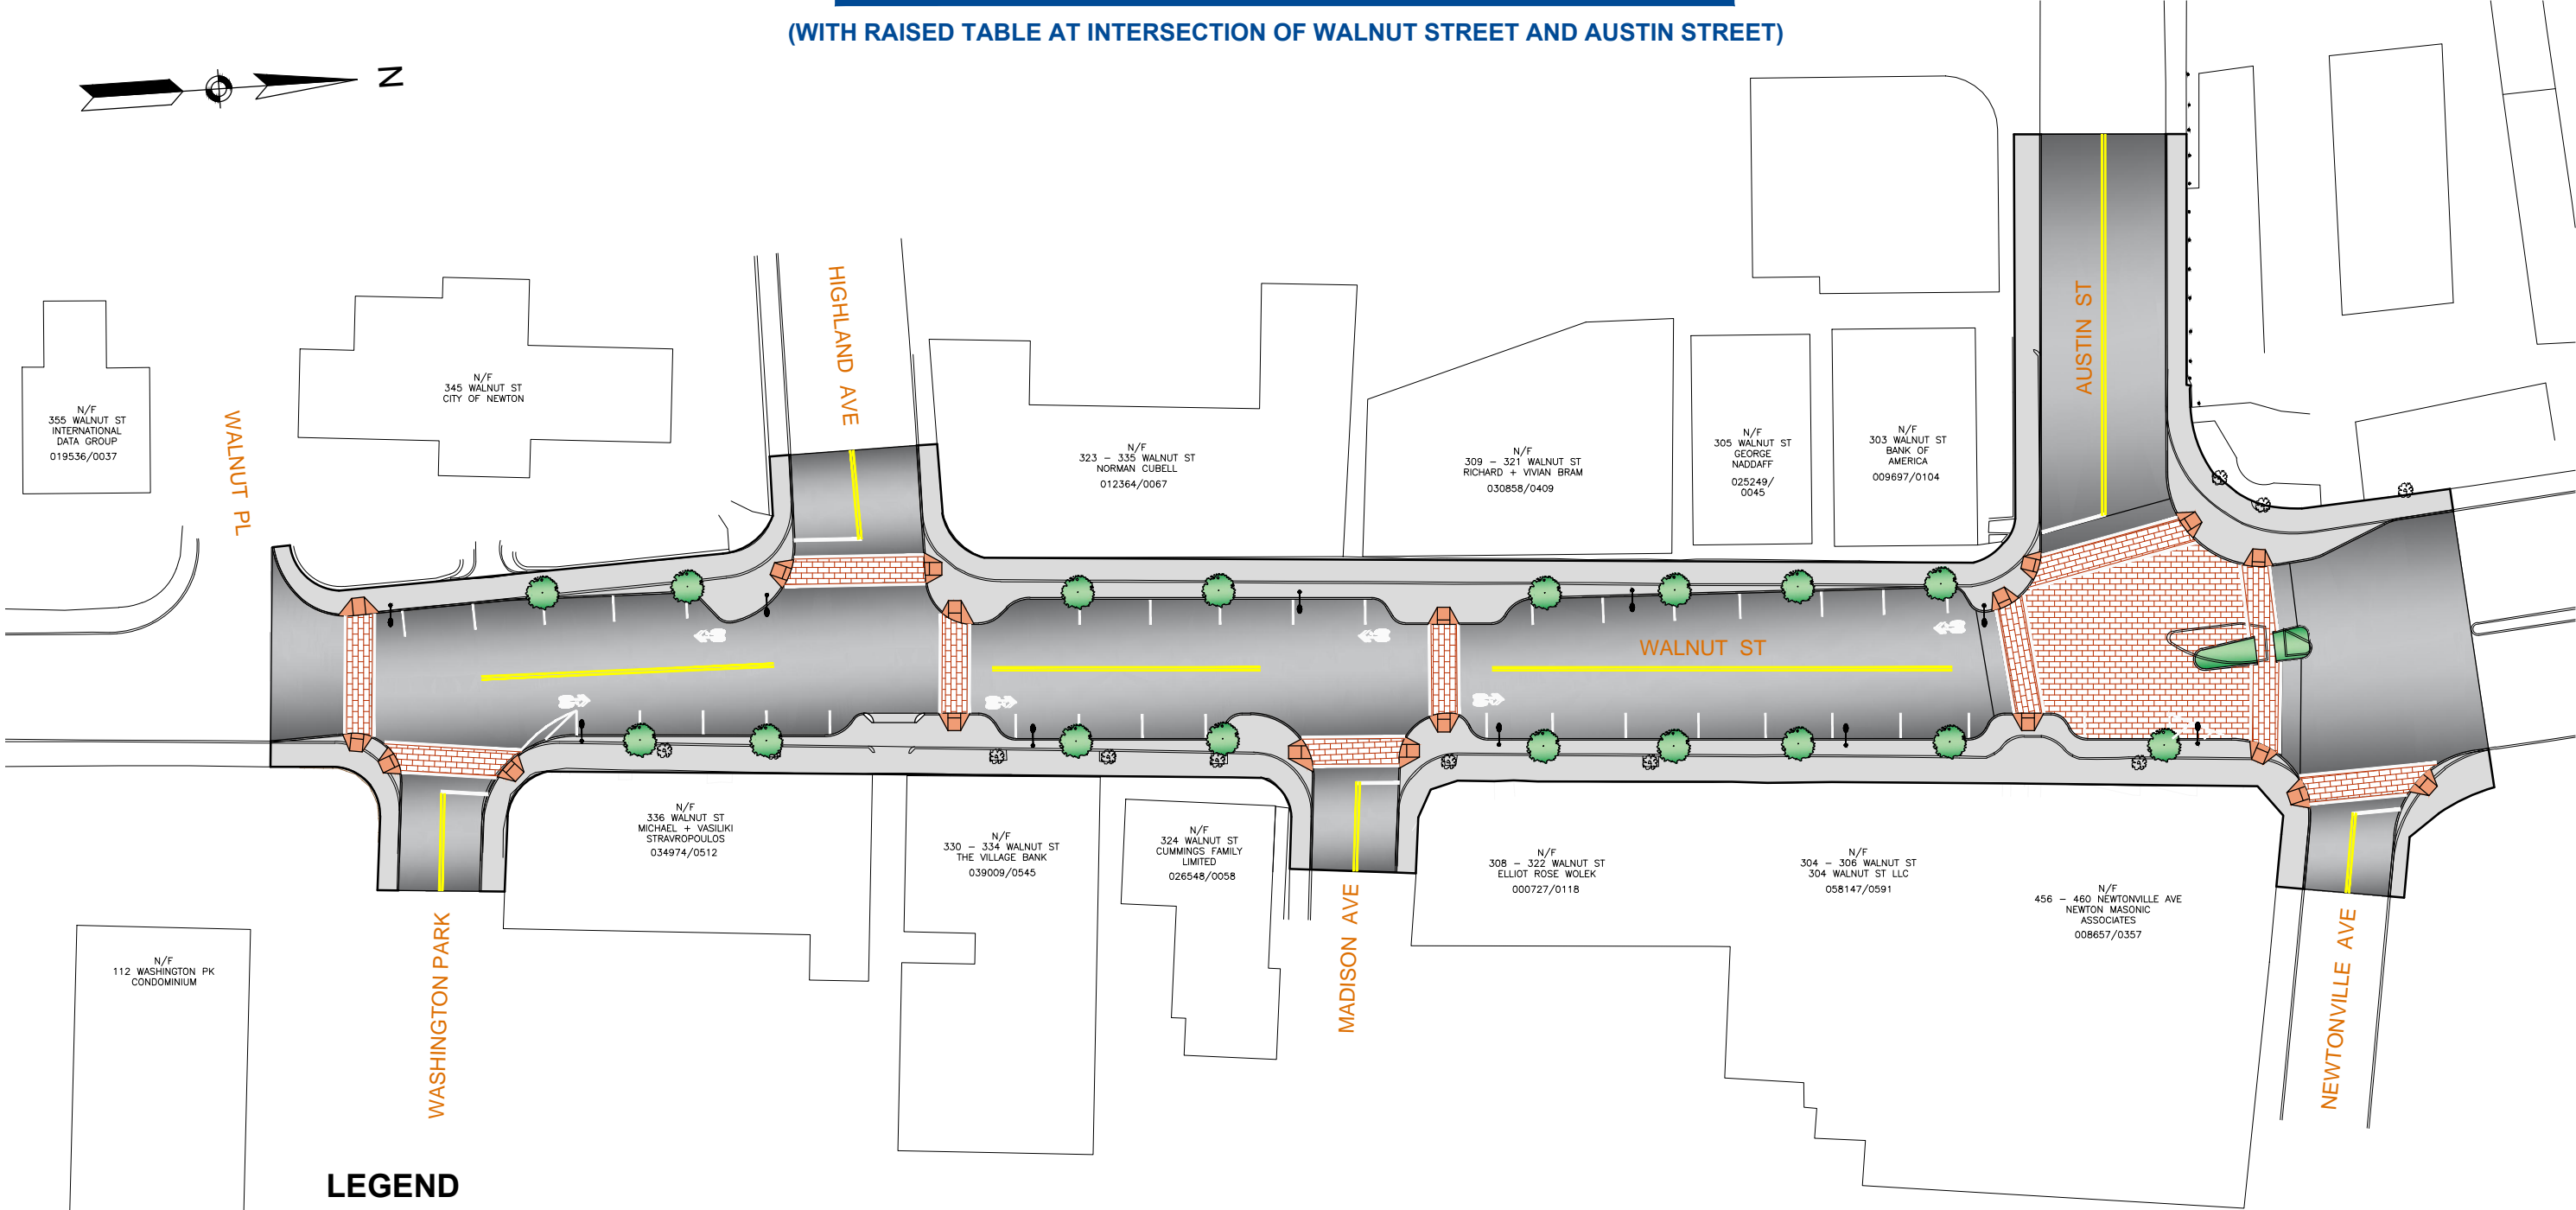 (WITH RAISED TABLE AT INTERSECTION OF WALNUT STREET AND AUSTIN STREET)
N
HIGHLAND AVE
AUSTIN ST
WALNUT PL
N/F
355 WALNUT ST
INTERNATIONAL
DATA GROUP
019536/0037
N/F
345 WALNUT ST
CITY OF NEWTON
N/F
323 - 335 WALNUT ST
NORMAN CUBELL
012364/0067
N/F
309 - 321 WALNUT ST
RICHARD + VIVIAN BRAM
030858/0409
N/F
305 WALNUT ST
GEORGE
NADDAFF
025249/
0045
N/F
303 WALNUT ST
BANK OF
AMERICA
009697/0104
WALNUT ST
N/F
336 WALNUT ST
MICHAEL + VASILIKI
STRAVROPOULOS
034974/0512
N/F
330 - 334 WALNUT ST
THE VILLAGE BANK
039009/0545
N/F
324 WALNUT ST
CUMMINGS FAMILY
LIMITED
026548/0058
N/F
308 - 322 WALNUT ST
ELLIOT ROSE WOLEK
000727/0118
N/F
304 - 306 WALNUT ST
304 WALNUT ST LLC
058147/0591
N/F
456 - 460 NEWTONVILLE AVE
NEWTON MASONIC
ASSOCIATES
008657/0357
N/F
112 WASHINGTON PK
CONDOMINIUM
WASHINGTON PARK
MADISON AVE
NEWTONVILLE AVE
LEGEND